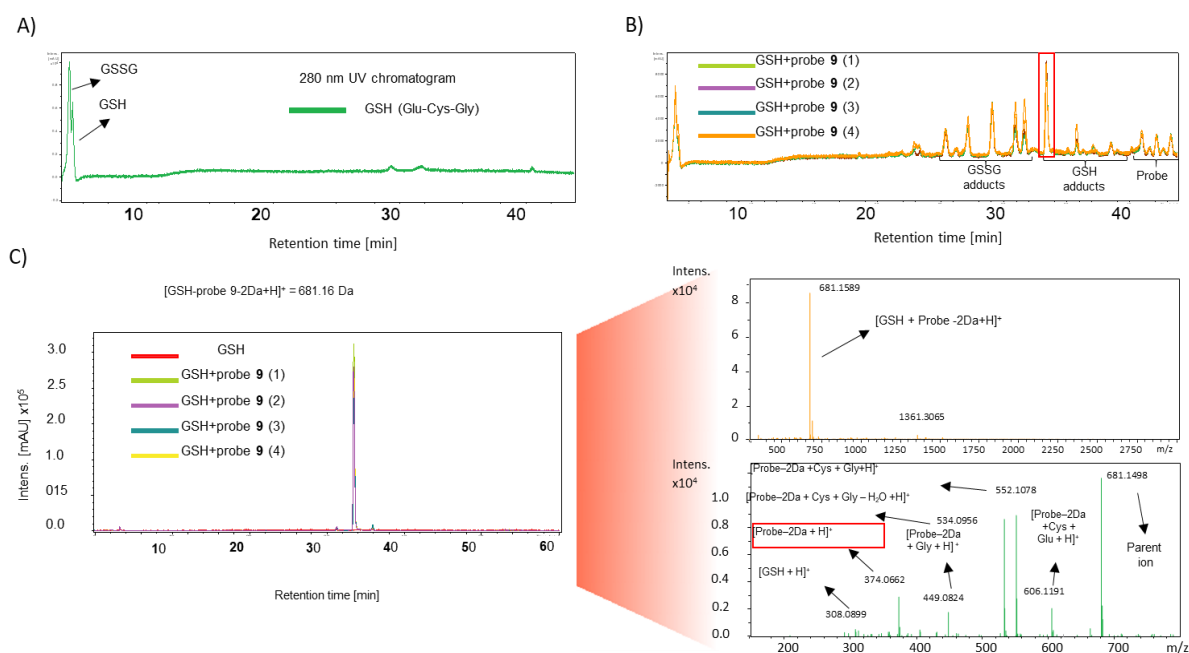 A)
Intens.
GSSG
GSH
280 nm UV chromatogram
GSH (Glu-Cys-Gly)
10
20
30
40
Retention time [min]
B)
GSH+probe 9 (1)
GSH+probe 9 (2)
GSH+probe 9 (3)
GSH+probe 9 (4)
GSSG
adducts
GSH
adducts
Probe
10
20
30
40
Retention time [min]
C)
[GSH-probe 9-2Da+H]⁺ = 681.16 Da
Intens. [mAU] x10⁵
3.0
2.5
2.0
1.0
015
0.0
GSH
GSH+probe 9 (1)
GSH+probe 9 (2)
GSH+probe 9 (3)
GSH+probe 9 (4)
10
20
30
40
50
60
Retention time [min]
Intens.
x10⁴
8
6
4
2
0
681.1589
[GSH + Probe -2Da+H]⁺
1361.3065
500
750
1000
1250
1500
1750
2000
2250
2500
2750
m/z
Intens.
x10⁴
1.0
0.8
0.6
0.4
0.2
0.0
[Probe–2Da +Cys + Gly+H]⁺
681.1498
552.1078
[Probe–2Da + Cys + Gly – H₂O +H]⁺
534.0956
[Probe–2Da + H]⁺
[Probe–2Da
+ Gly + H]⁺
[Probe–2Da
+Cys +
Glu + H]⁺
Parent
ion
[GSH + H]⁺
374.0662
449.0824
606.1191
308.0899
200
300
400
500
600
700
m/z